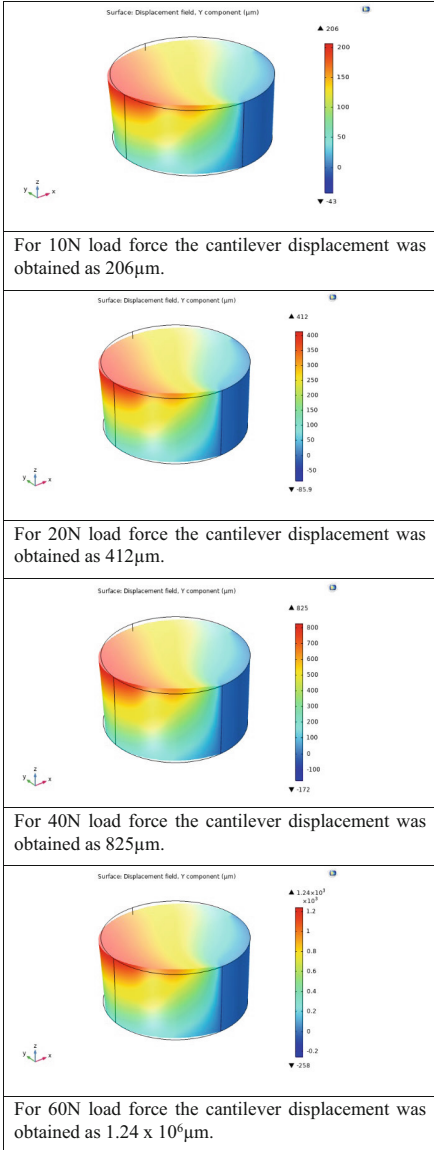 Surface: Displacement field, Y component (µm)
▲ 206
200
150
100
50
0
▼ -43
z
y
x
For 10N load force the cantilever displacement was
obtained as 206µm.
Surface: Displacement field, Y component (µm)
▲ 412
400
350
300
250
200
150
100
50
0
-50
▼ -85.9
z
y
x
For 20N load force the cantilever displacement was
obtained as 412µm.
Surface: Displacement field, Y component (µm)
▲ 825
800
700
600
500
400
300
200
100
0
-100
▼ -172
z
y
x
For 40N load force the cantilever displacement was
obtained as 825µm.
Surface: Displacement field, Y component (µm)
▲ 1.24×10³
×10³
1.2
1
0.8
0.6
0.4
0.2
0
-0.2
▼ -258
z
y
x
For 60N load force the cantilever displacement was
obtained as 1.24 x 10⁶µm.